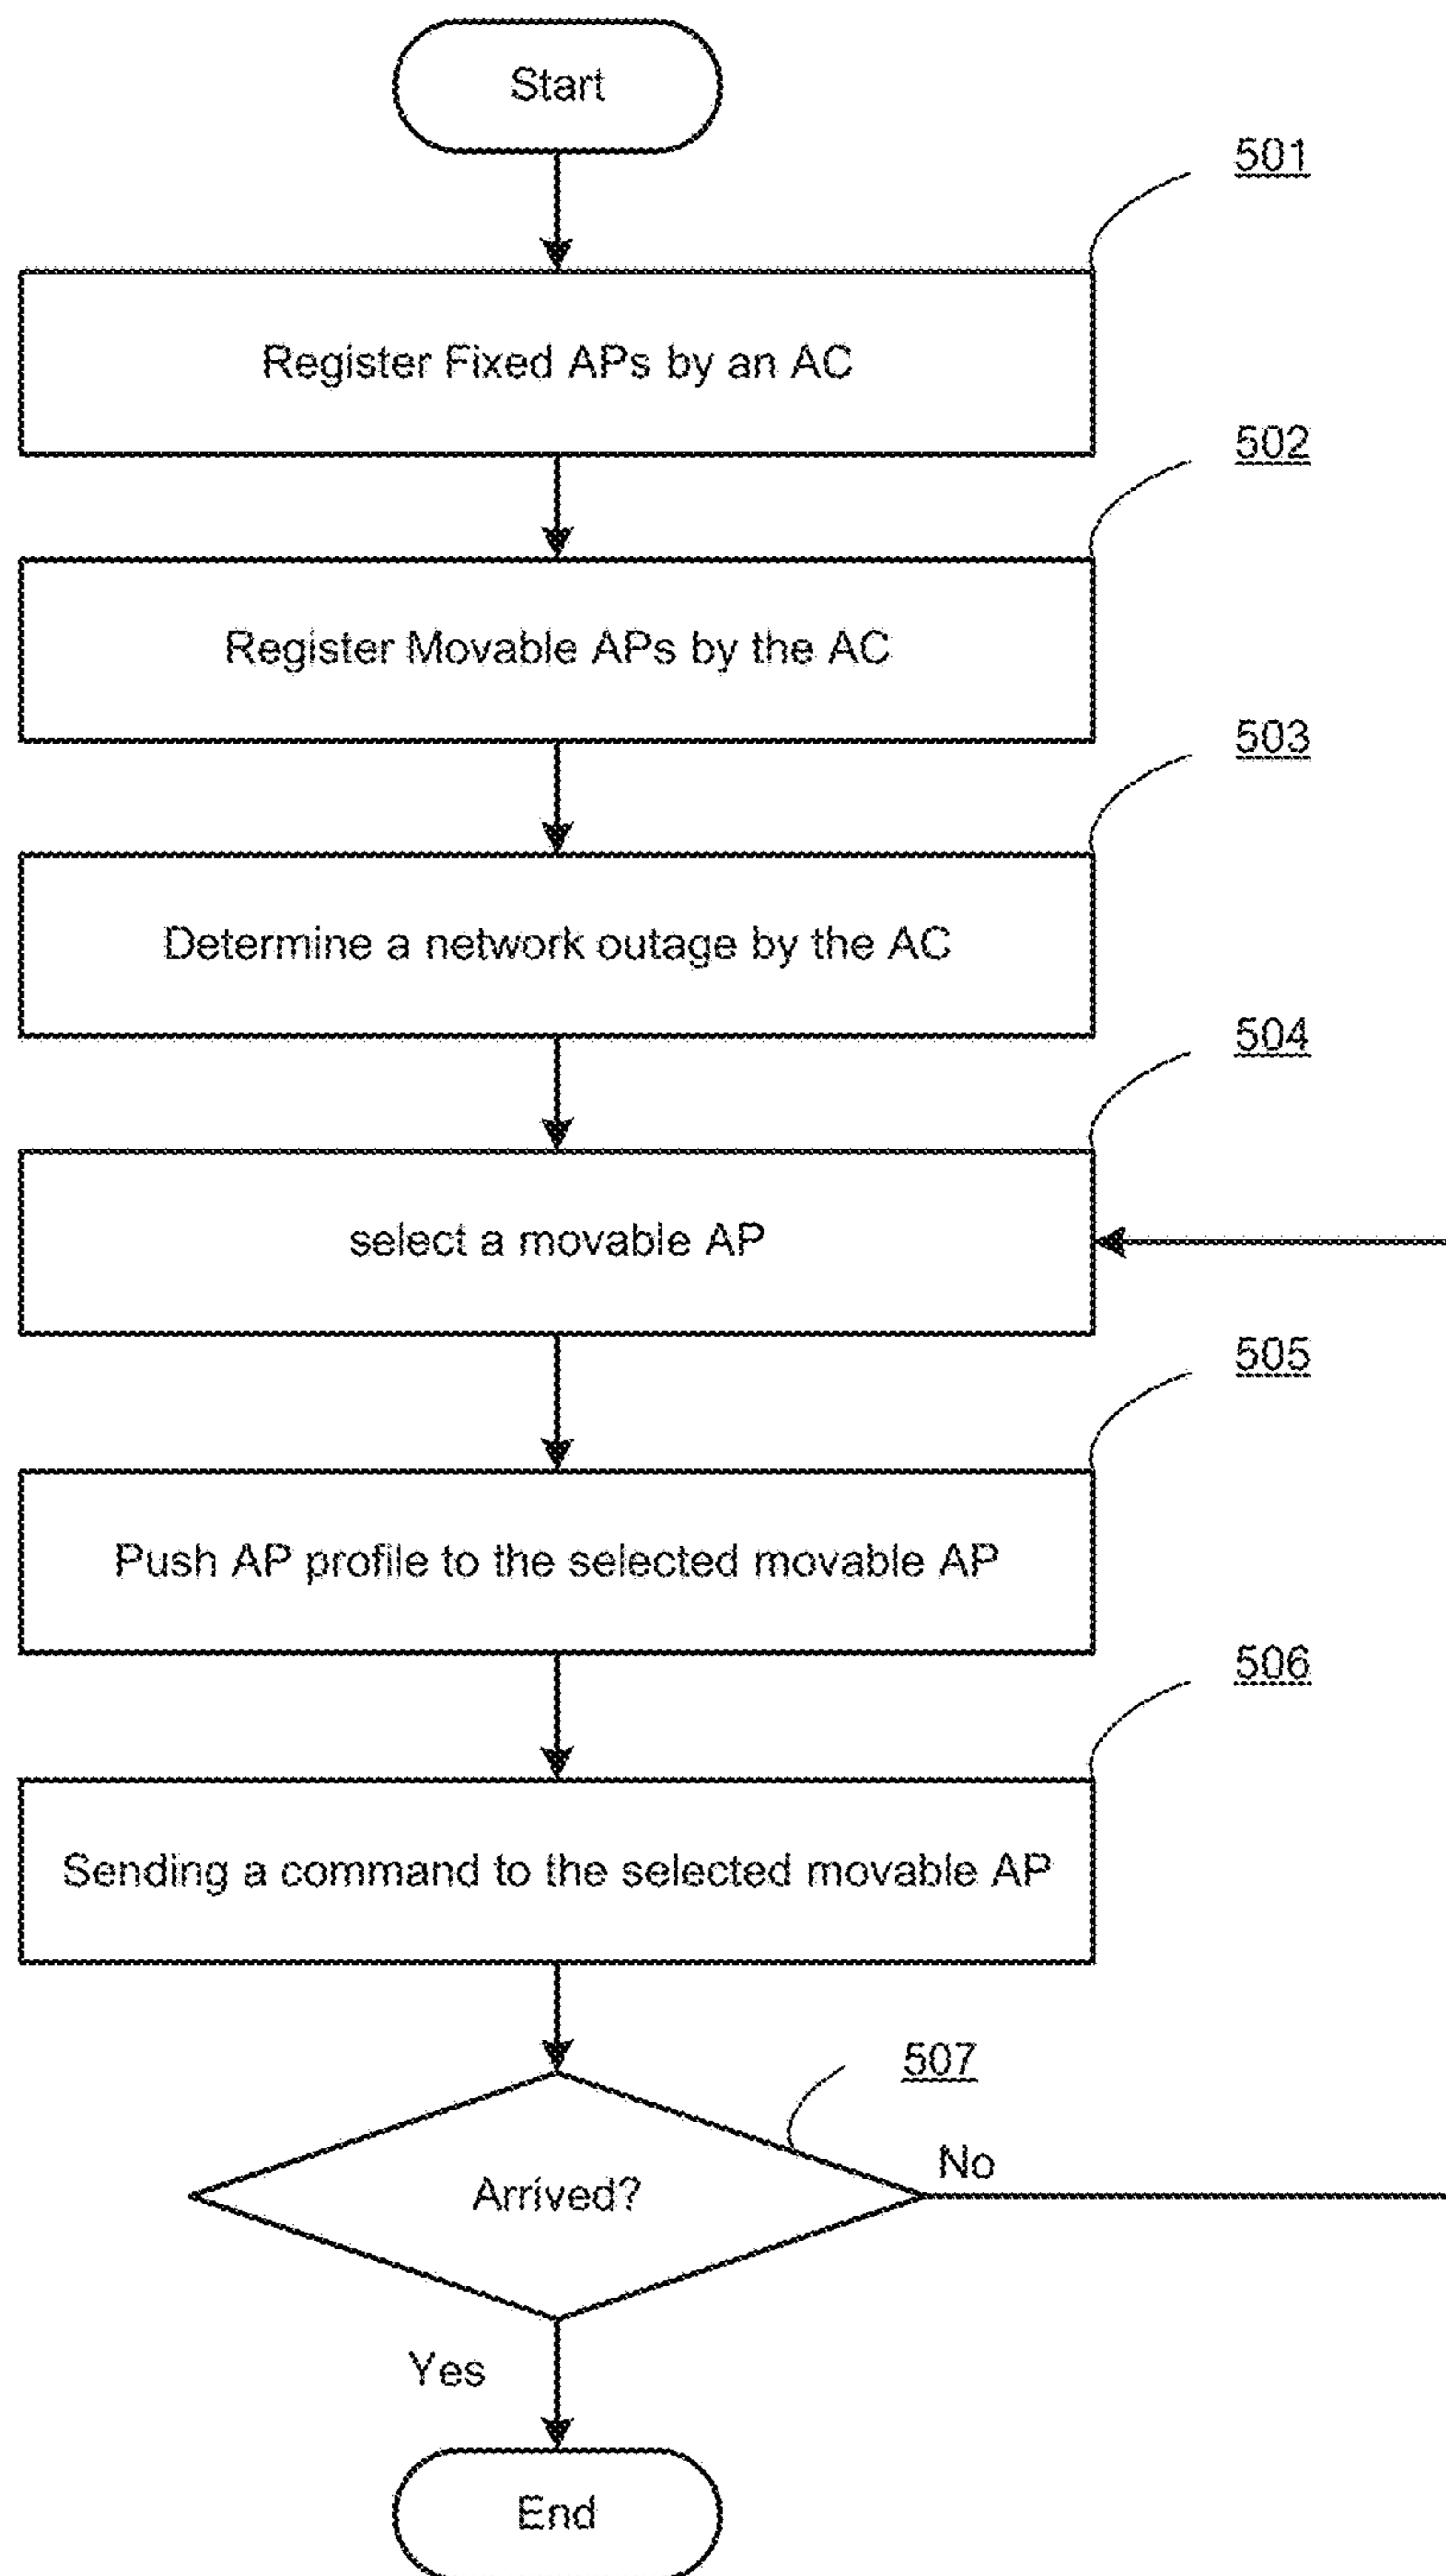 Start
501
Register Fixed APs by an AC
502
Register Movable APs by the AC
503
Determine a network outage by the AC
504
select a movable AP
505
Push AP profile to the selected movable AP
506
Sending a command to the selected movable AP
507
Arrived?
No
Yes
End